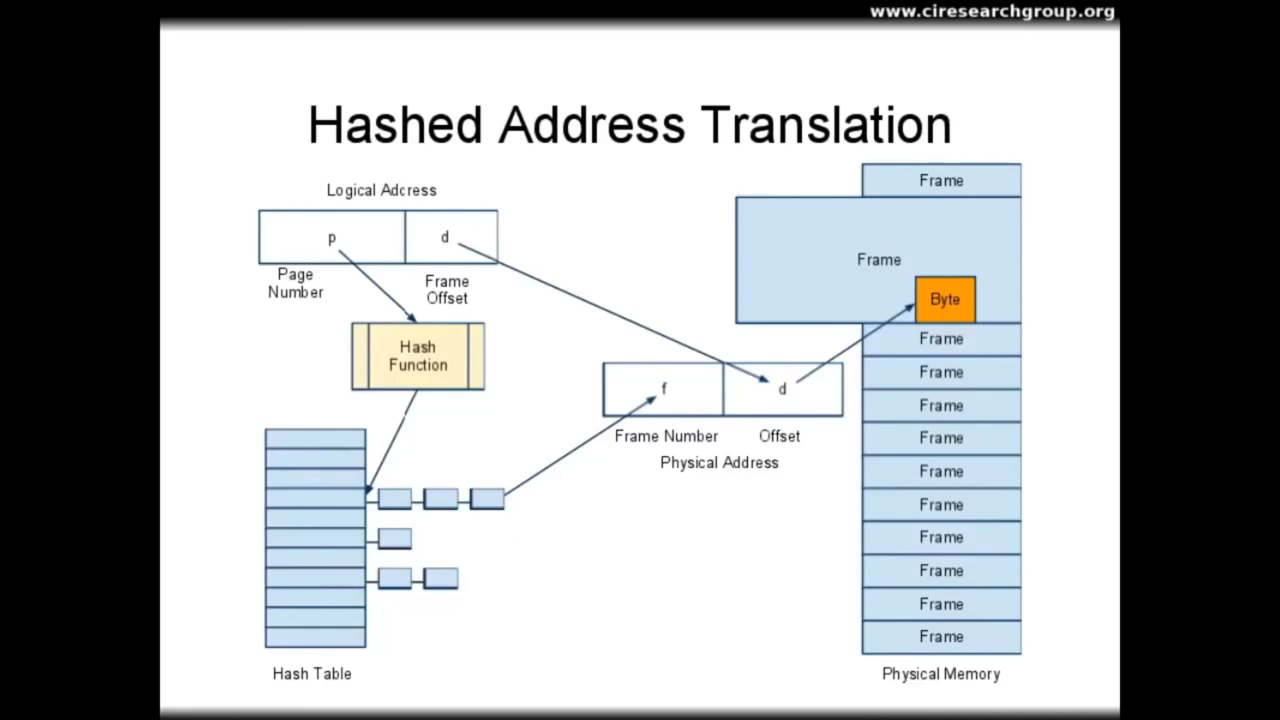 www.ciresearchgroup.org
Hashed Address Translation
Logical Address
p
d
Page
Number
Frame
Offset
Hash
Function
Hash Table
f
d
Frame Number
Offset
Physical Address
Frame
Frame
Byte
Frame
Frame
Frame
Frame
Frame
Frame
Frame
Frame
Frame
Frame
Physical Memory